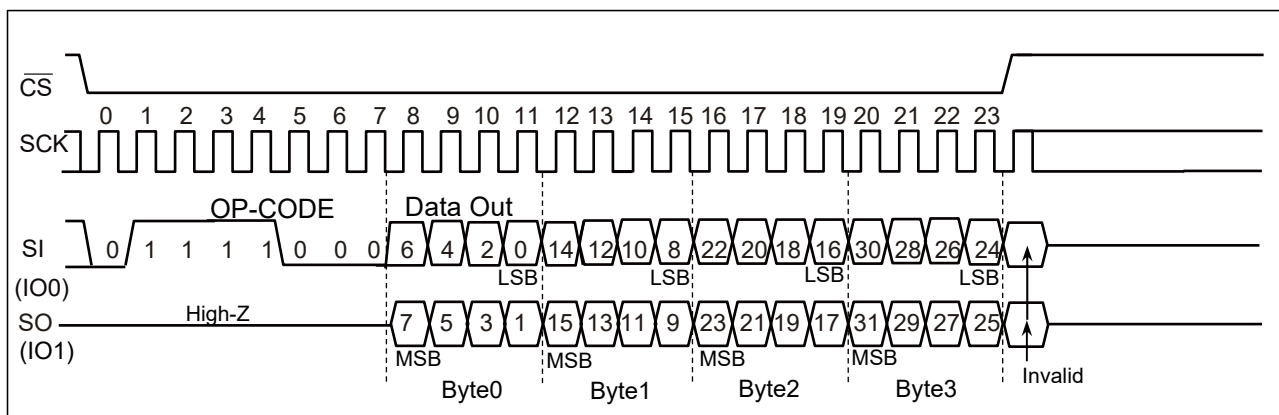 CS
0 1 2 3 4 5 6 7 8 9 10 11 12 13 14 15 16 17 18 19 20 21 22 23
SCK
OP-CODE Data Out
SI 0 1 1 1 1 0 0 0 6 4 2 0 14 12 10 8 22 20 18 16 30 28 26 24
LSB LSB LSB LSB
(IO0)
High-Z
SO 7 5 3 1 15 13 11 9 23 21 19 17 31 29 27 25
(IO1)
MSB MSB MSB MSB
Invalid
Byte0 Byte1 Byte2 Byte3